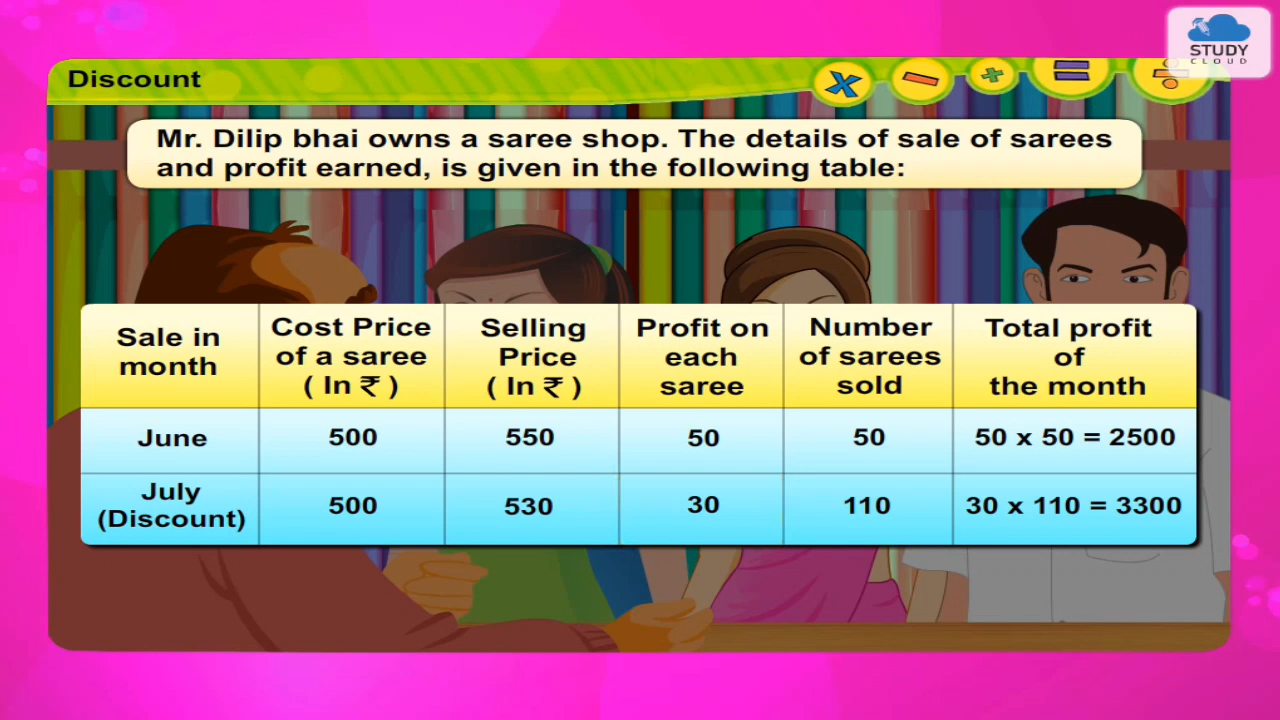 STUDY
CLOUD
Discount
Mr. Dilip bhai owns a saree shop. The details of sale of sarees
and profit earned, is given in the following table:
Sale in
month
Cost Price
of a saree
( In ₹ )
Selling
Price
( In ₹ )
Profit on
each
saree
Number
of sarees
sold
Total profit
of
the month
June
500
550
50
50
50 x 50 = 2500
July
(Discount)
500
530
30
110
30 x 110 = 3300